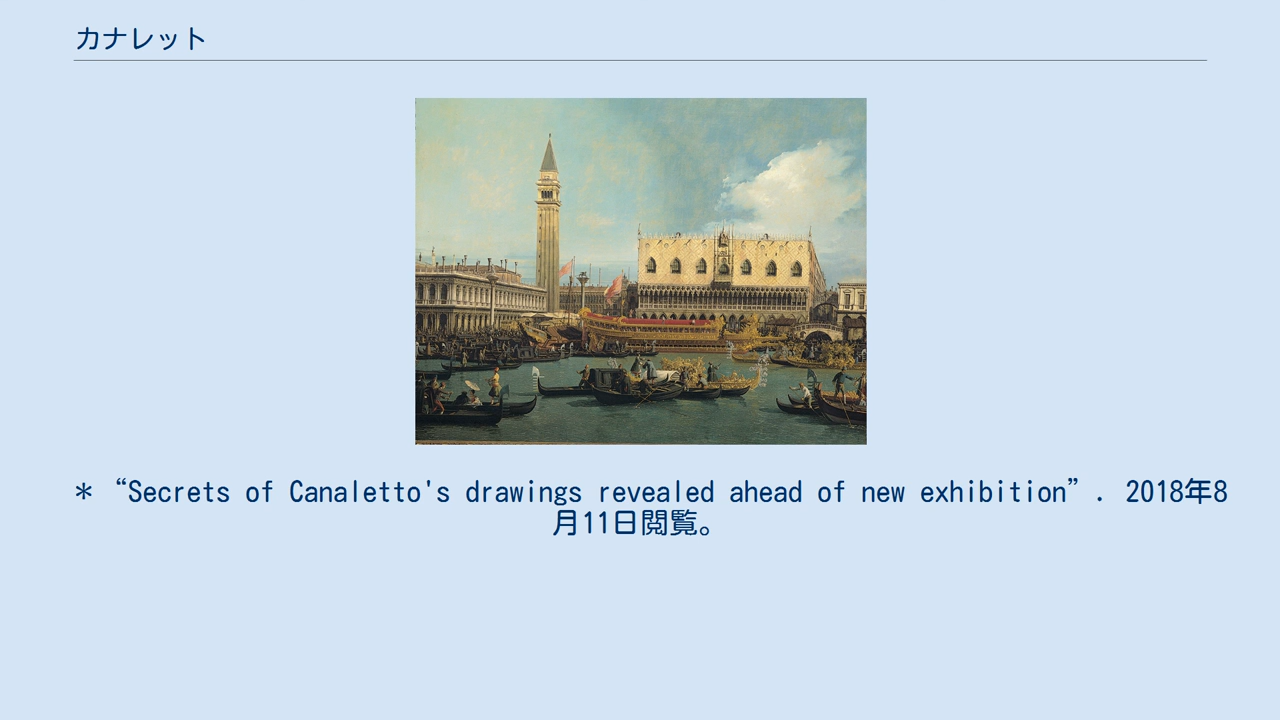 カナレット
＊ “Secrets of Canaletto's drawings revealed ahead of new exhibition”. 2018年8
月11日閲覧。